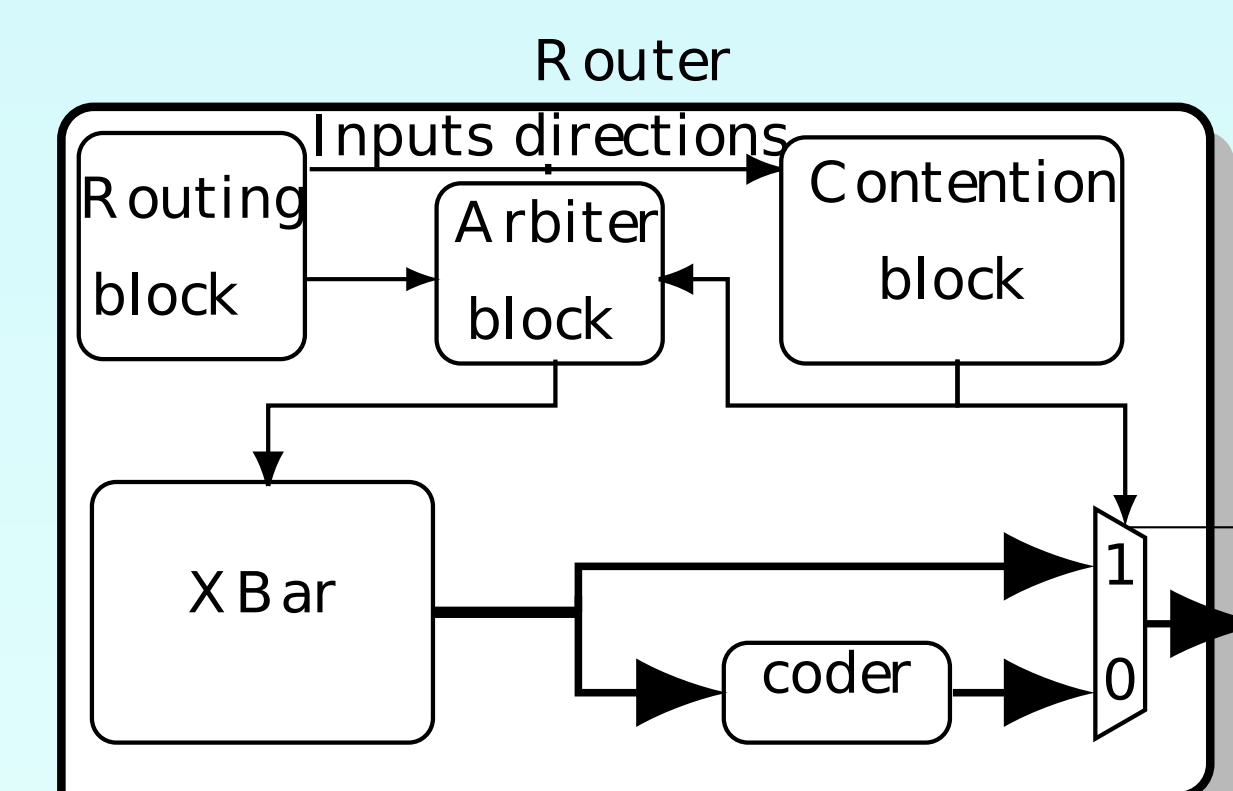 Router
Inputs directions
Routing
block
Arbiter
block
Contention
block
XBar
coder
1
0